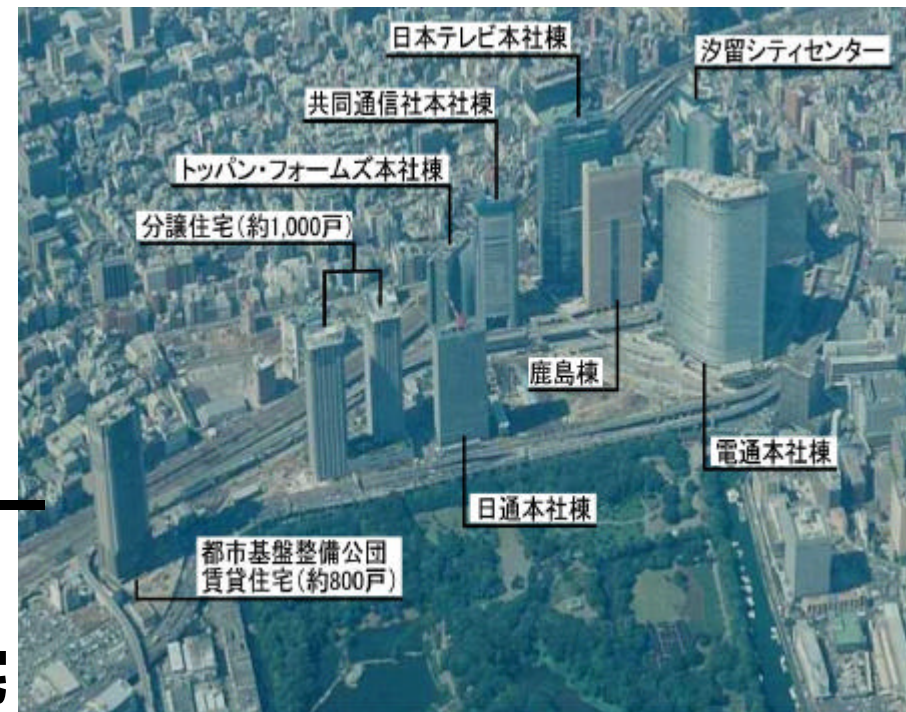 日本テレビ本社棟
汐留シティセンター
共同通信社本社棟
トッパン・フォームズ本社棟
分譲住宅(約1,000戸)
鹿島棟
電通本社棟
日通本社棟
都市基盤整備公団
賃貸住宅(約800戸)